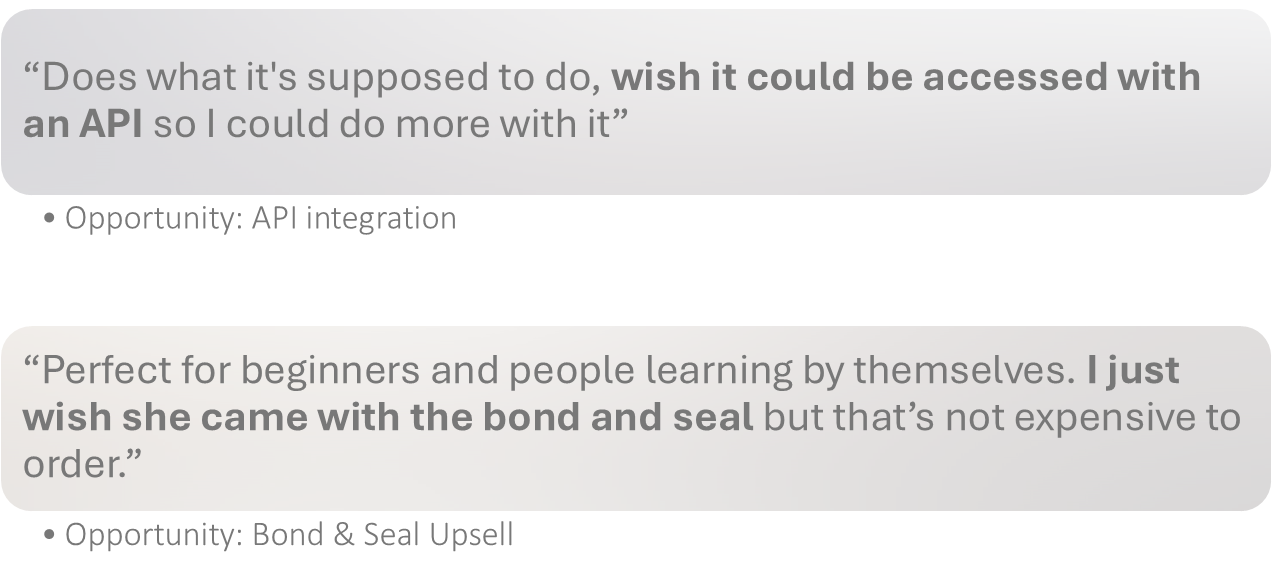 “Does what it's supposed to do, wish it could be accessed with
an API so I could do more with it”
• Opportunity: API integration
“Perfect for beginners and people learning by themselves. I just
wish she came with the bond and seal but that’s not expensive to
order.”
• Opportunity: Bond & Seal Upsell